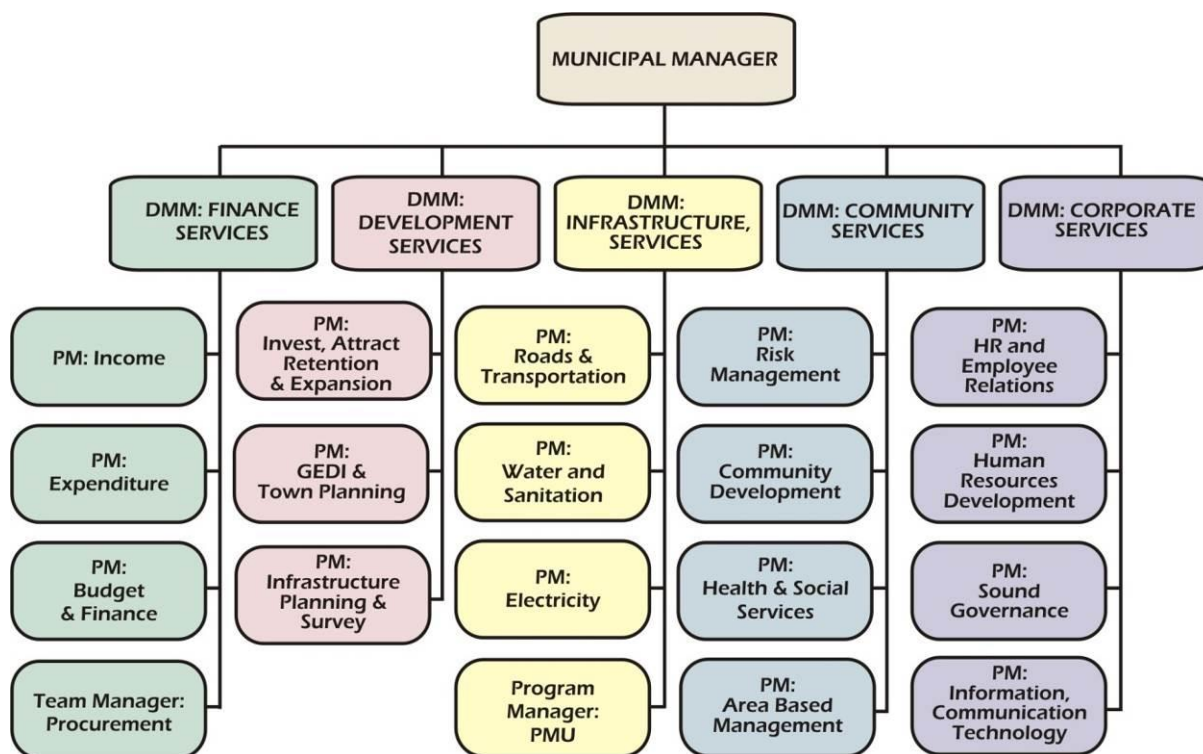 MUNICIPAL MANAGER
DMM: FINANCE
SERVICES
DMM:
DEVELOPMENT
SERVICES
DMM:
INFRASTRUCTURE,
SERVICES
DMM: COMMUNITY
SERVICES
DMM: CORPORATE
SERVICES
PM: Income
PM:
Expenditure
PM:
Budget
& Finance
Team Manager:
Procurement
PM:
Invest, Attract
Retention
& Expansion
PM:
GEDI &
Town Planning
PM:
Infrastructure
Planning &
Survey
PM:
Roads &
Transportation
PM:
Water and
Sanitation
PM:
Electricity
Program
Manager:
PMU
PM:
Risk
Management
PM:
Community
Development
PM:
Health & Social
Services
PM:
Area Based
Management
PM:
HR and
Employee
Relations
PM:
Human
Resources
Development
PM:
Sound
Governance
PM:
Information,
Communication
Technology